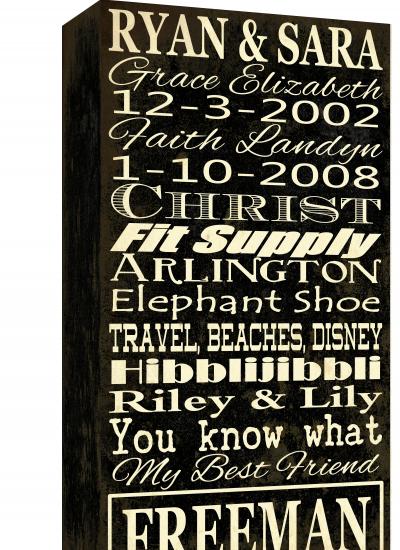 RYAN & SARA
Grace Elizabeth
12-3-2002
Faith Landyn
1-10-2008
CHRIST
Fit Supply
ARLINGTON
Elephant Shoe
TRAVEL, BEACHES, DISNEY
Hibblijibbli
Riley & Lily
You know what
My Best Friend
FREEMAN